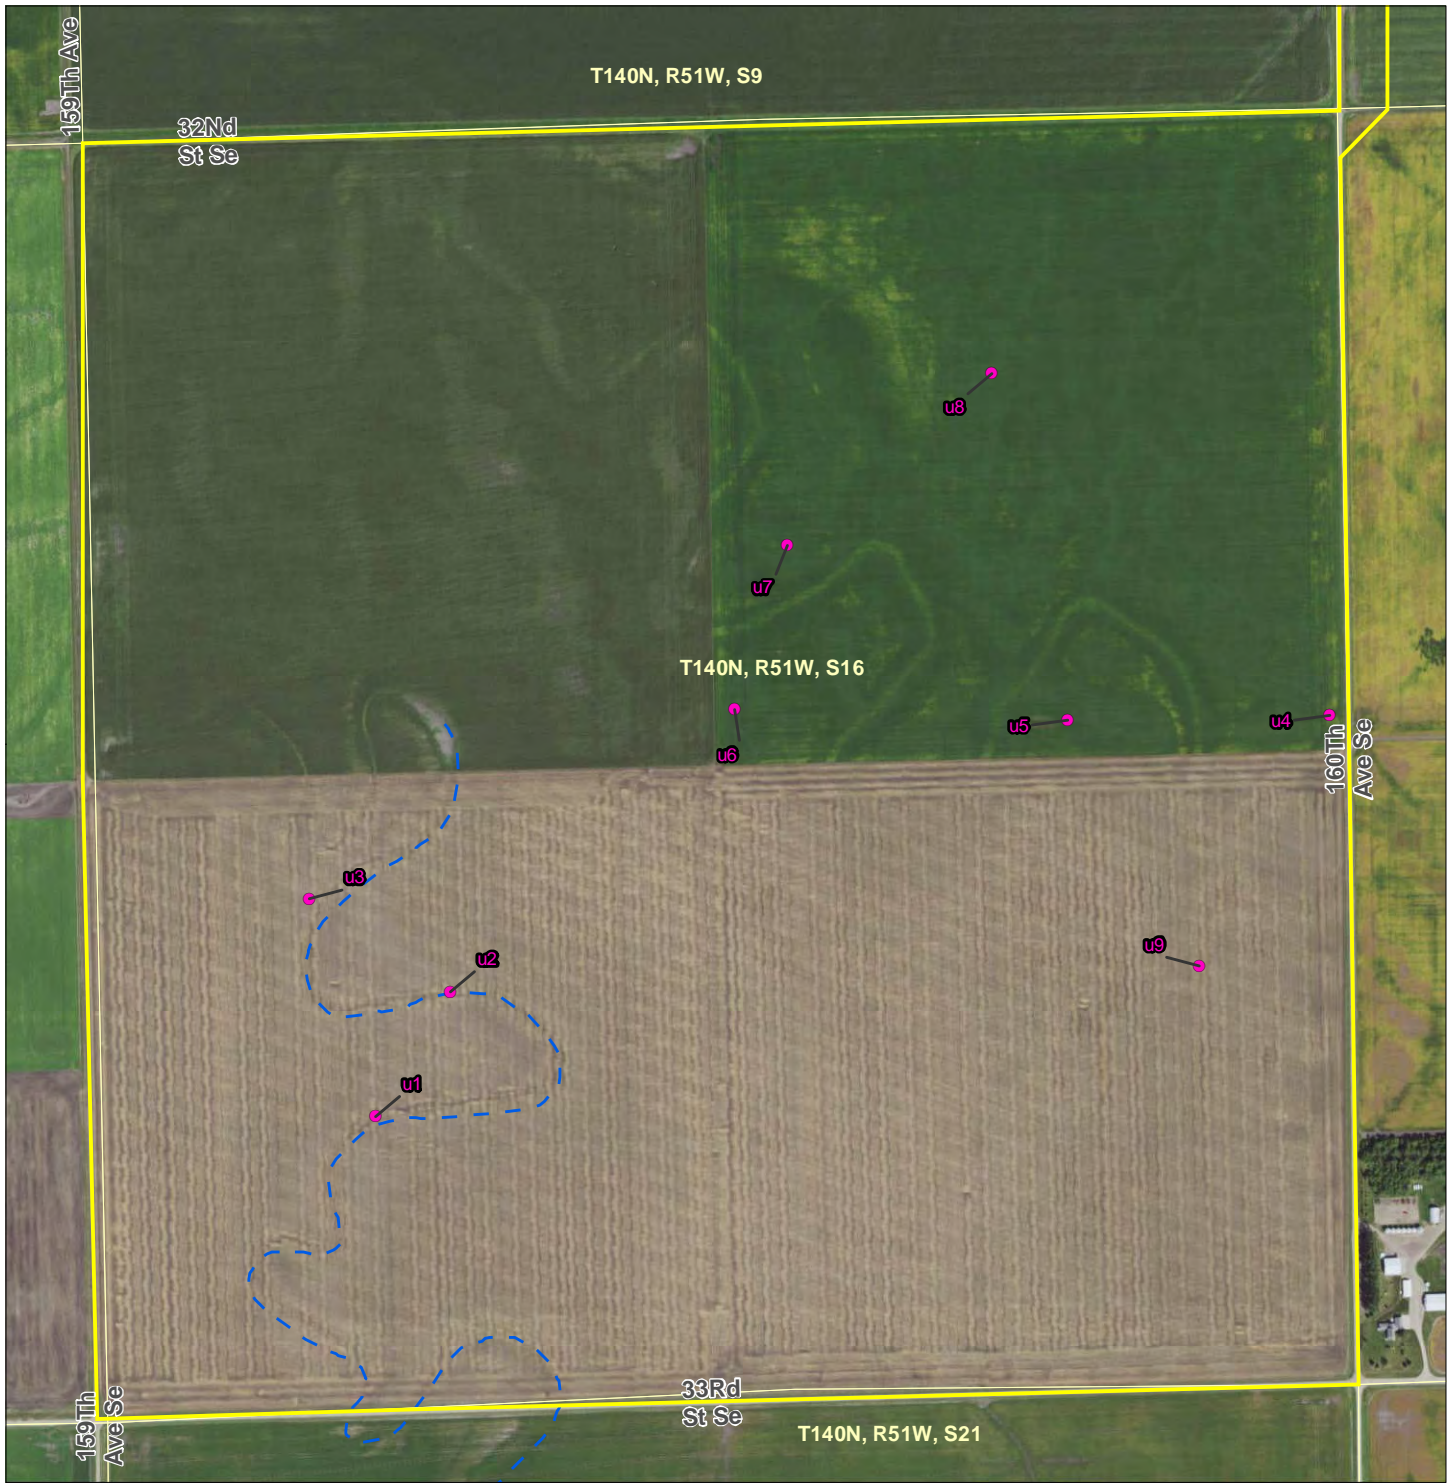 159Th Ave
T140N, R51W, S9
32Nd
St Se
u8
u7
T140N, R51W, S16
u6
u5
u4
160Th
Ave Se
u3
u2
u9
u1
159Th
Ave Se
33Rd
St Se
T140N, R51W, S21